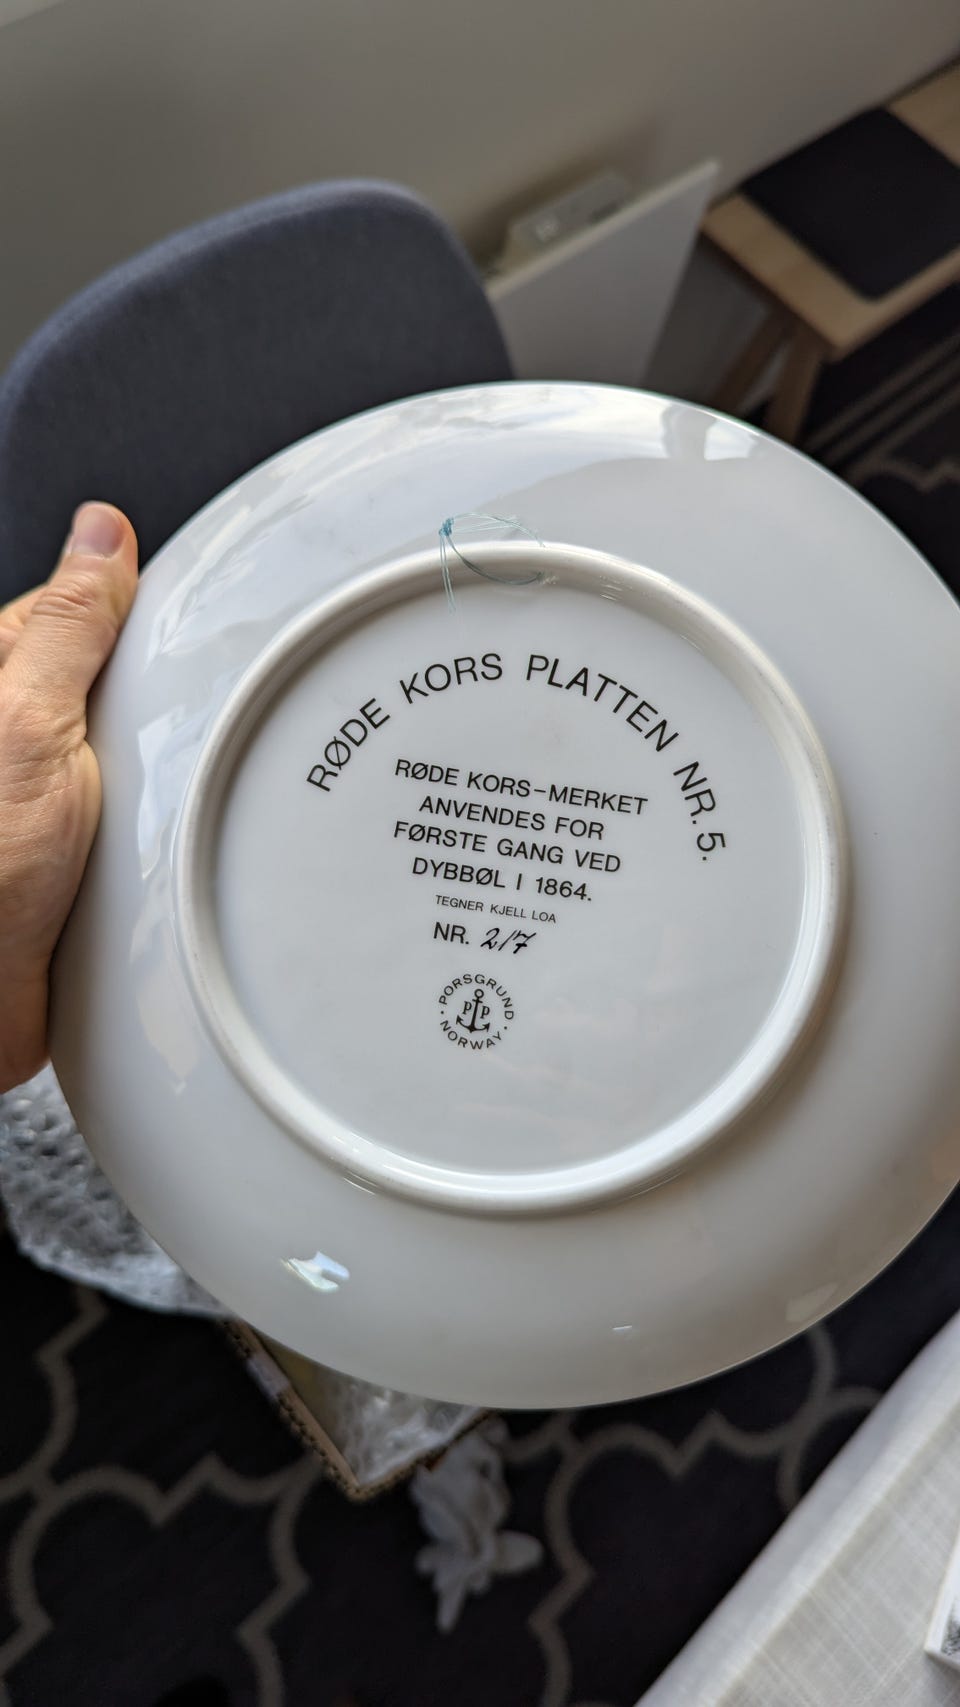 RØDE KORS PLATTEN NR. 5.
RØDE KORS-MERKET
ANVENDES FOR
FØRSTE GANG VED
DYBBØL I 1864.
TEGNER KJELL LOA
NR. 217
PORSGRUND
PP
NORWAY